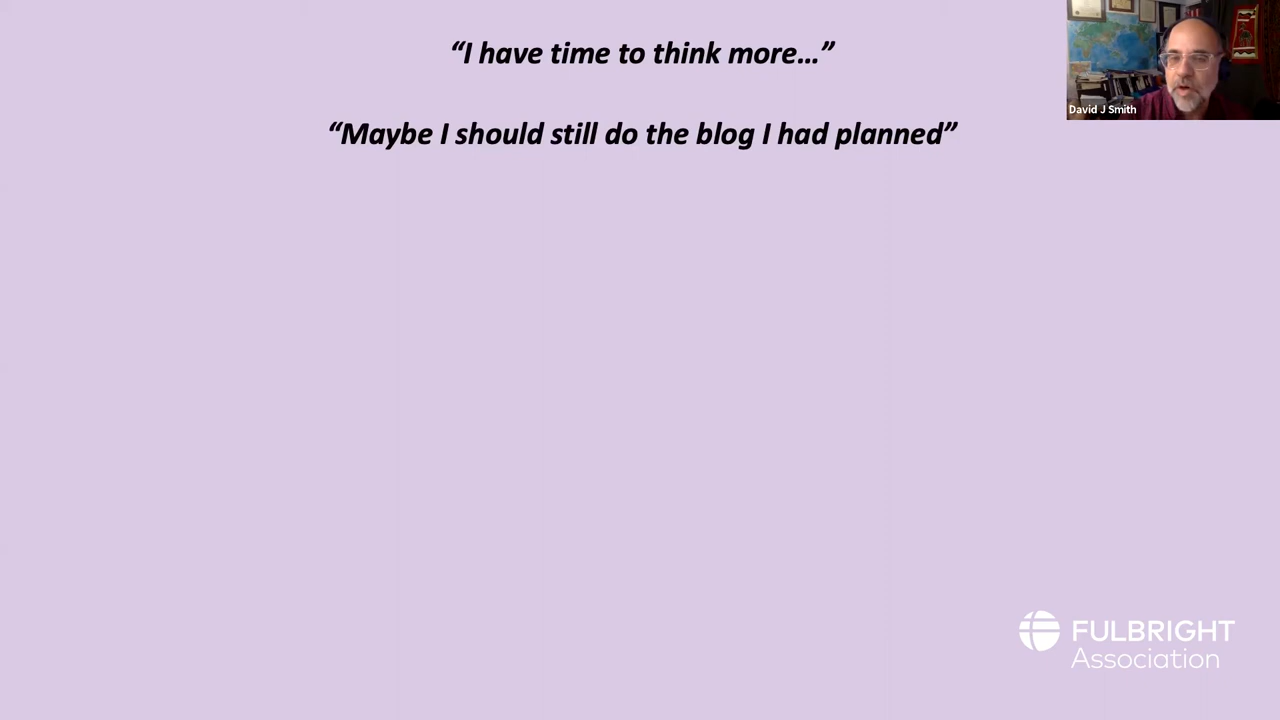 “I have time to think more…”
“Maybe I should still do the blog I had planned”
David J Smith
FULBRIGHT
Association